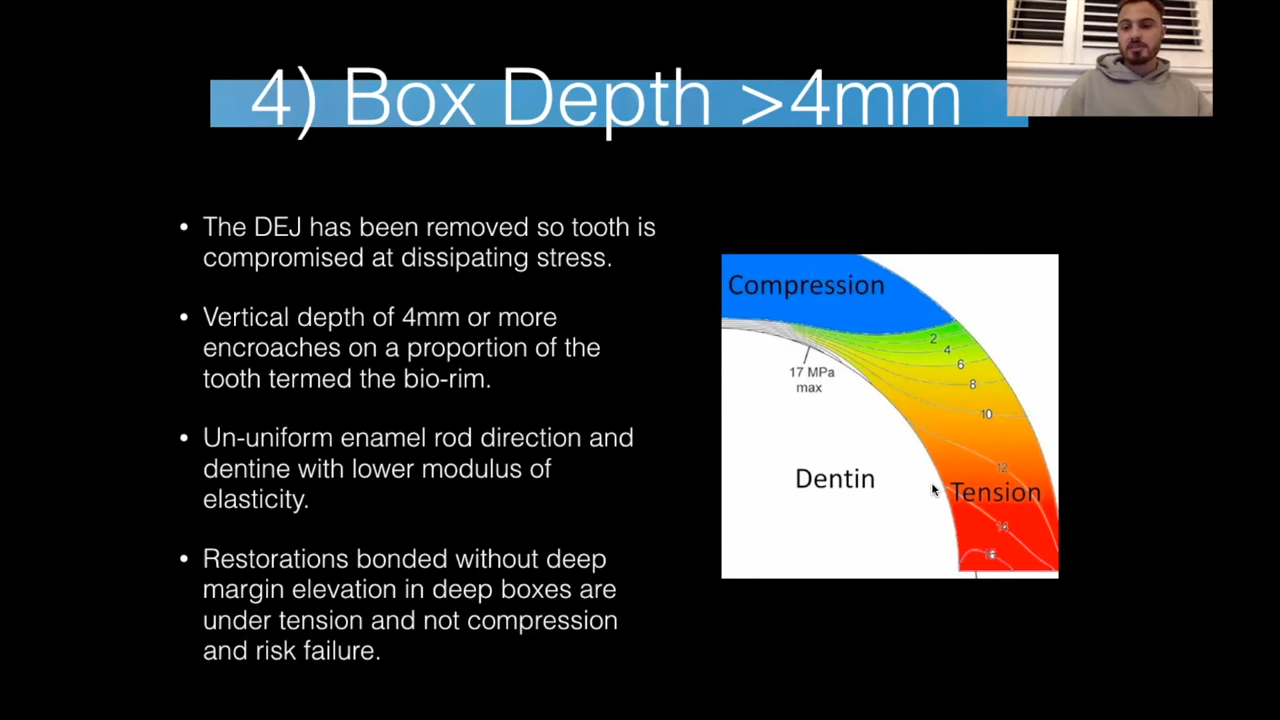 4) Box Depth >4mm
• The DEJ has been removed so tooth is
compromised at dissipating stress.
• Vertical depth of 4mm or more
encroaches on a proportion of the
tooth termed the bio-rim.
• Un-uniform enamel rod direction and
dentine with lower modulus of
elasticity.
• Restorations bonded without deep
margin elevation in deep boxes are
under tension and not compression
and risk failure.
Compression
2
4
6
17 MPa
max
8
10
12
Dentin
Tension
14
16